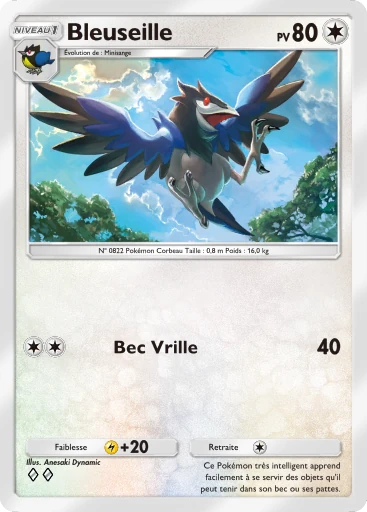 NIVEAU 1
Bleuseille
PV 80
Évolution de : Minisange
N° 0822 Pokémon Corbeau Taille : 0,8 m Poids : 16,0 kg
Bec Vrille 40
Faiblesse +20
Retraite
Illus. Anesaki Dynamic
Ce Pokémon très intelligent apprend
facilement à se servir des objets qu'il
peut tenir dans son bec ou ses pattes.